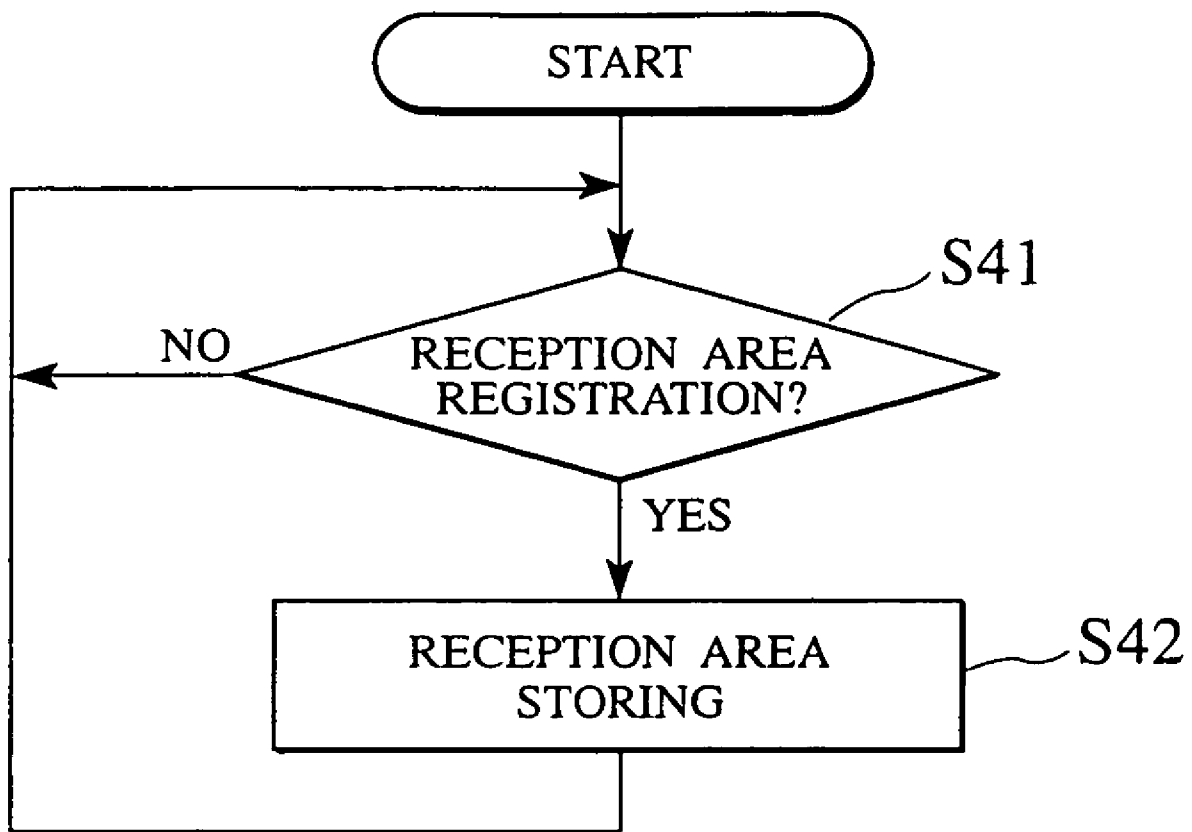 START
S41
NO
RECEPTION AREA
REGISTRATION?
YES
RECEPTION AREA
STORING
S42